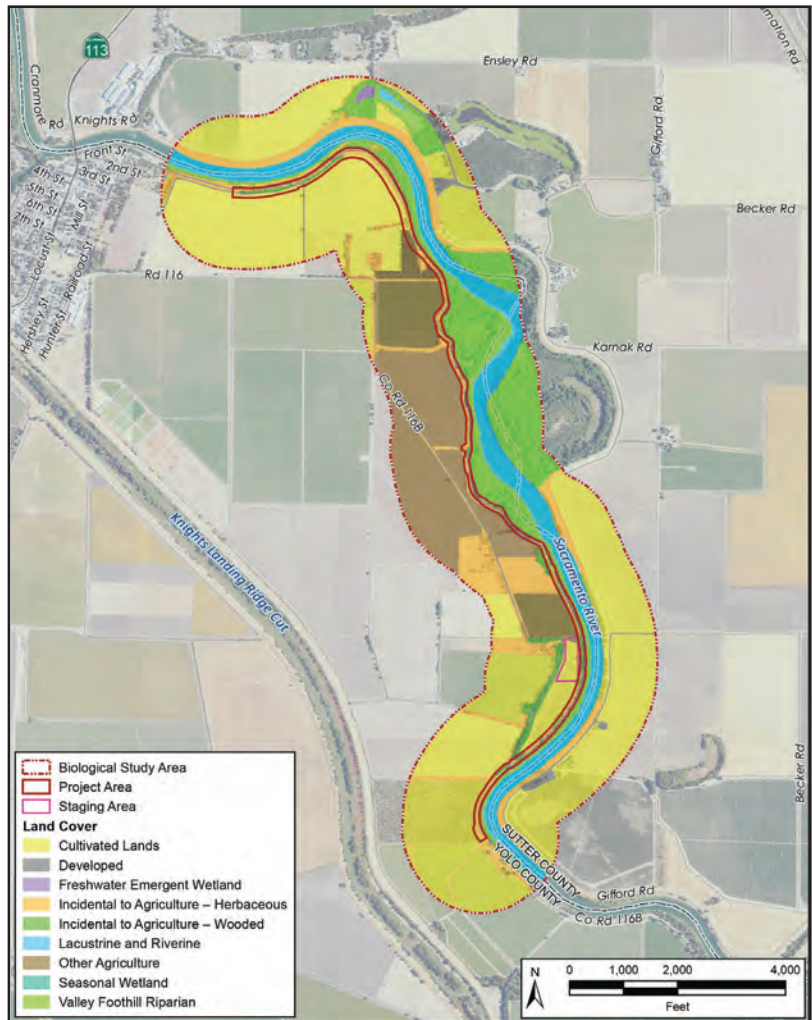 113
Ensley Rd
mation Rd
Cranmore Rd
Knights Rd
Front St
2nd St
3rd St
4th St
5th St
6th St
7th St
Mill St
Locust St
Railroad St
Hershey St
Hunter St
Gifford Rd
Becker Rd
Rd 116
Karnak Rd
Co Rd 116B
Knights Landing Ridge Cut
Sacramento River
Becker Rd
SUTTER COUNTY
YOLO COUNTY
Gifford Rd
Co Rd 116B
Biological Study Area
Project Area
Staging Area
Land Cover
Cultivated Lands
Developed
Freshwater Emergent Wetland
Incidental to Agriculture – Herbaceous
Incidental to Agriculture – Wooded
Lacustrine and Riverine
Other Agriculture
Seasonal Wetland
Valley Foothill Riparian
N
0 1,000 2,000 4,000
Feet